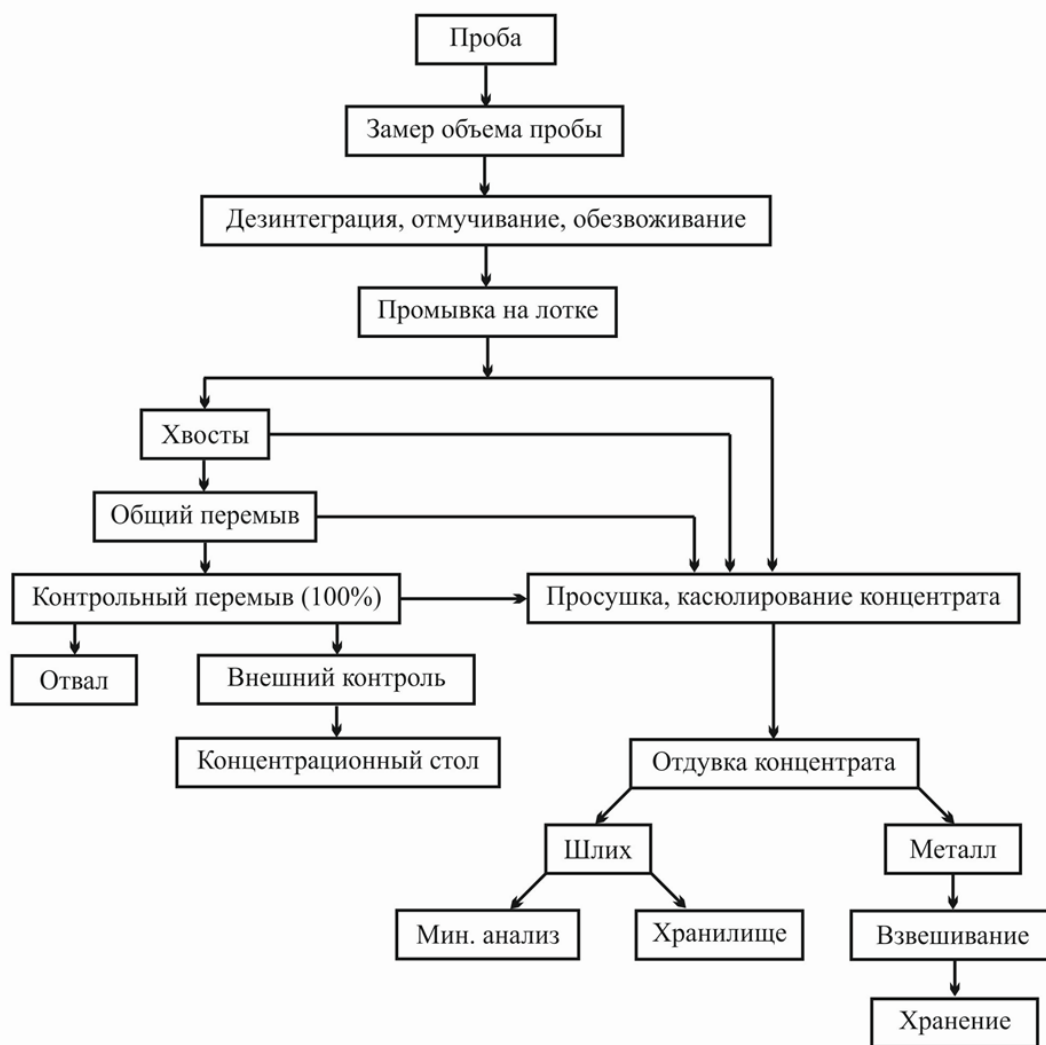 Проба
Замер объема пробы
Дезинтеграция, отмучивание, обезвоживание
Промывка на лотке
Хвосты
Общий перемыв
Контрольный перемыв (100%)
Просушка, касюлирование концентрата
Отвал
Внешний контроль
Концентрационный стол
Отдувка концентрата
Шлих
Металл
Мин. анализ
Хранилище
Взвешивание
Хранение